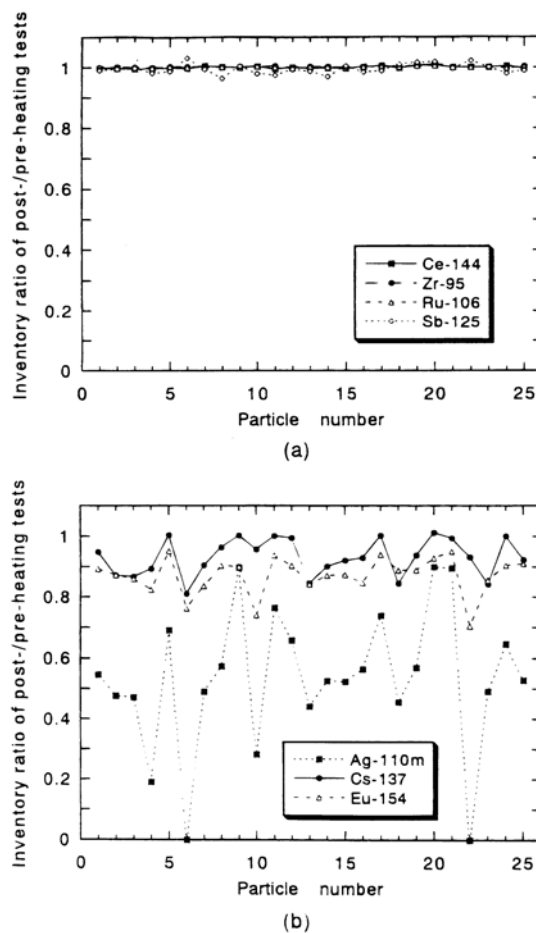 Inventory ratio of post-/pre-heating tests
1
0.8
0.6
0.4
0.2
0
Ce-144
Zr-95
Ru-106
Sb-125
0 5 10 15 20 25
Particle number
(a)
Inventory ratio of post-/pre-heating tests
1
0.8
0.6
0.4
0.2
0
Ag-110m
Cs-137
Eu-154
0 5 10 15 20 25
Particle number
(b)